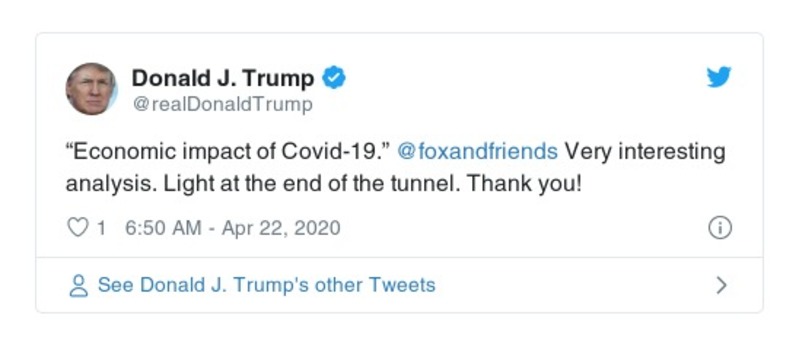 Donald J. Trump
@realDonaldTrump
“Economic impact of Covid-19.” @foxandfriends Very interesting
analysis. Light at the end of the tunnel. Thank you!
1 6:50 AM - Apr 22, 2020
See Donald J. Trump's other Tweets